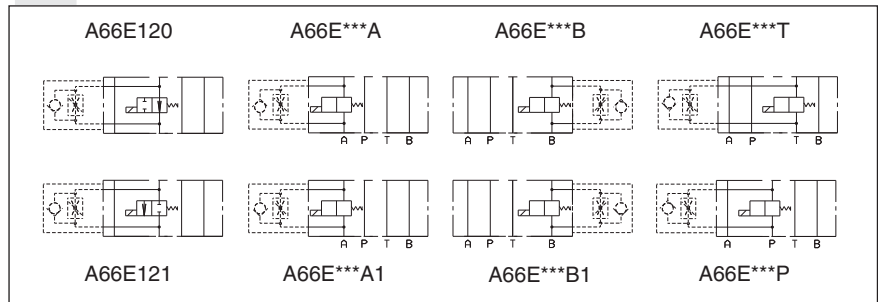 A66E120 A66E***A A66E***B A66E***T
A P T B A P T B A P T B
A P T B A P T B A P T B
A66E121 A66E***A1 A66E***B1 A66E***P